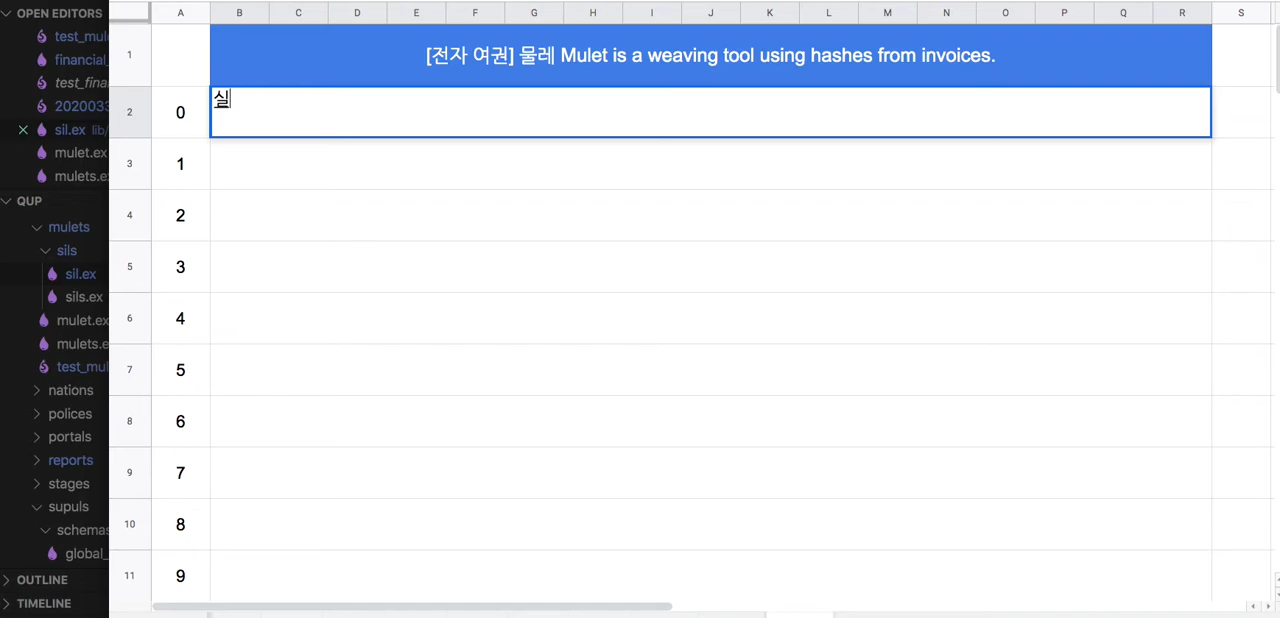 OPEN EDITORS
test_mul
financial_
test_fina
2020033
sil.ex lib/
mulet.ex
mulets.e
QUP
mulets
sils
sil.ex
sils.ex
mulet.ex
mulets.e
test_mul
nations
polices
portals
reports
stages
supuls
schemas
global_
OUTLINE
TIMELINE
A B C D E F G H I J K L M N O P Q R S
1 [전자 여권] 물레 Mulet is a weaving tool using hashes from invoices.
2 0 실
3 1
4 2
5 3
6 4
7 5
8 6
9 7
10 8
11 9